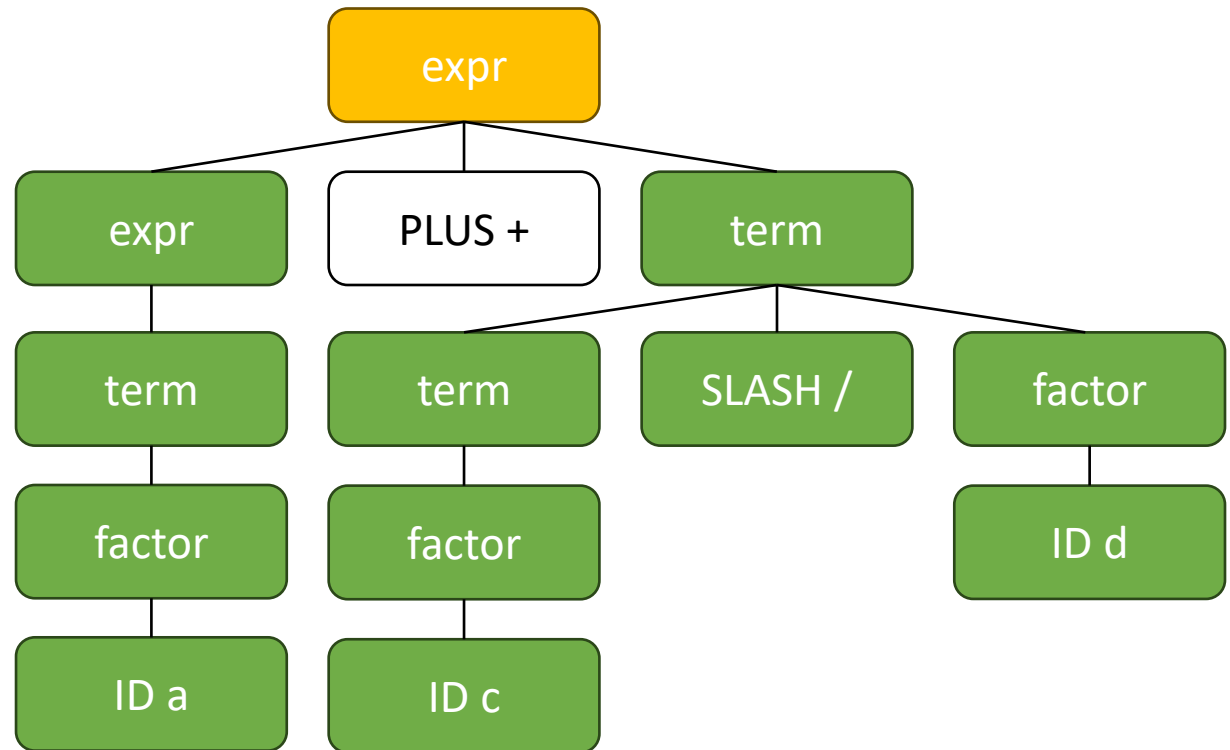 expr
expr
PLUS +
term
term
term
SLASH /
factor
factor
factor
ID d
ID a
ID c